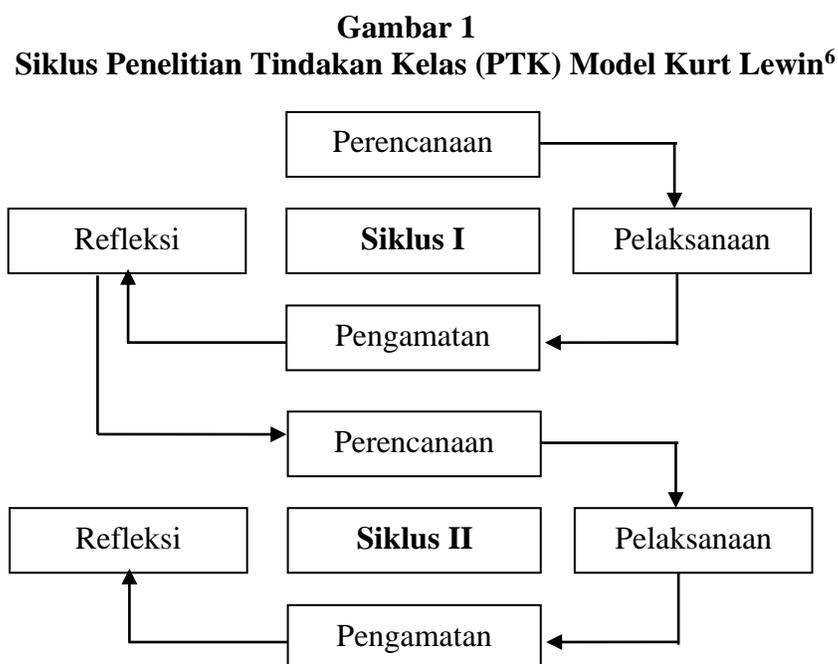 Gambar 1
Siklus Penelitian Tindakan Kelas (PTK) Model Kurt Lewin⁶
Perencanaan
Refleksi
Siklus I
Pelaksanaan
Pengamatan
Perencanaan
Refleksi
Siklus II
Pelaksanaan
Pengamatan